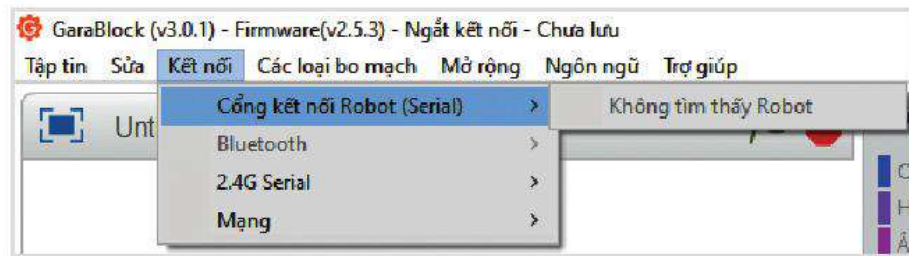 GaraBlock (v3.0.1) - Firmware(v2.5.3) - Ngắt kết nối - Chưa lưu
Tập tin Sửa Kết nối Các loại bo mạch Mở rộng Ngôn ngữ Trợ giúp
Cổng kết nối Robot (Serial) > Không tìm thấy Robot
Unt
Bluetooth >
2.4G Serial >
Mạng >
H
Â